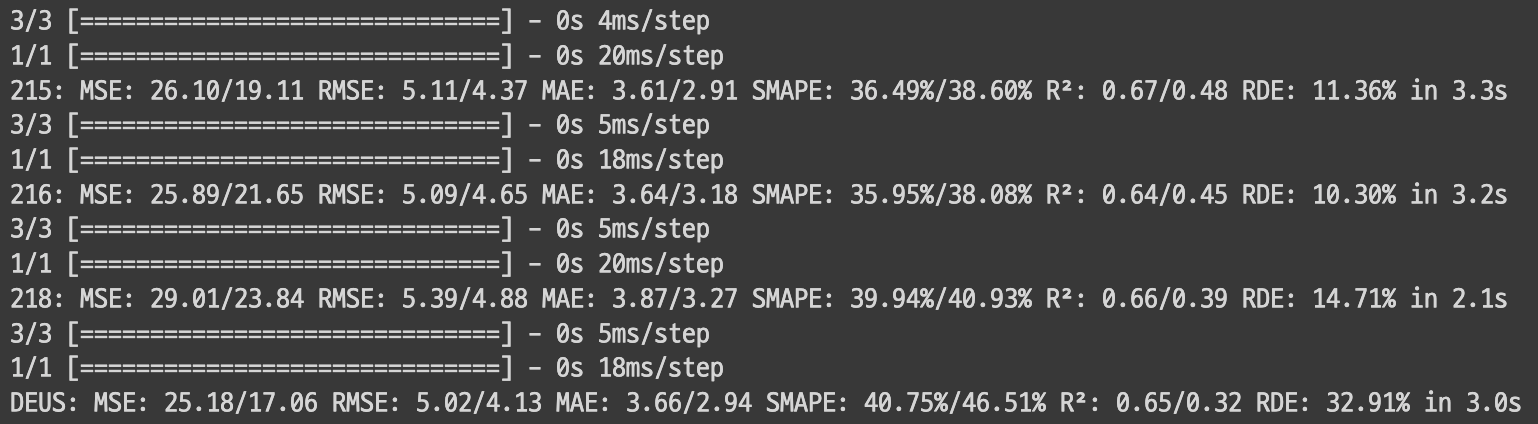 3/3 [==============================] - 0s 4ms/step
1/1 [==============================] - 0s 20ms/step
215: MSE: 26.10/19.11 RMSE: 5.11/4.37 MAE: 3.61/2.91 SMAPE: 36.49%/38.60% R²: 0.67/0.48 RDE: 11.36% in 3.3s
3/3 [==============================] - 0s 5ms/step
1/1 [==============================] - 0s 18ms/step
216: MSE: 25.89/21.65 RMSE: 5.09/4.65 MAE: 3.64/3.18 SMAPE: 35.95%/38.08% R²: 0.64/0.45 RDE: 10.30% in 3.2s
3/3 [==============================] - 0s 5ms/step
1/1 [==============================] - 0s 20ms/step
218: MSE: 29.01/23.84 RMSE: 5.39/4.88 MAE: 3.87/3.27 SMAPE: 39.94%/40.93% R²: 0.66/0.39 RDE: 14.71% in 2.1s
3/3 [==============================] - 0s 5ms/step
1/1 [==============================] - 0s 18ms/step
DEUS: MSE: 25.18/17.06 RMSE: 5.02/4.13 MAE: 3.66/2.94 SMAPE: 40.75%/46.51% R²: 0.65/0.32 RDE: 32.91% in 3.0s